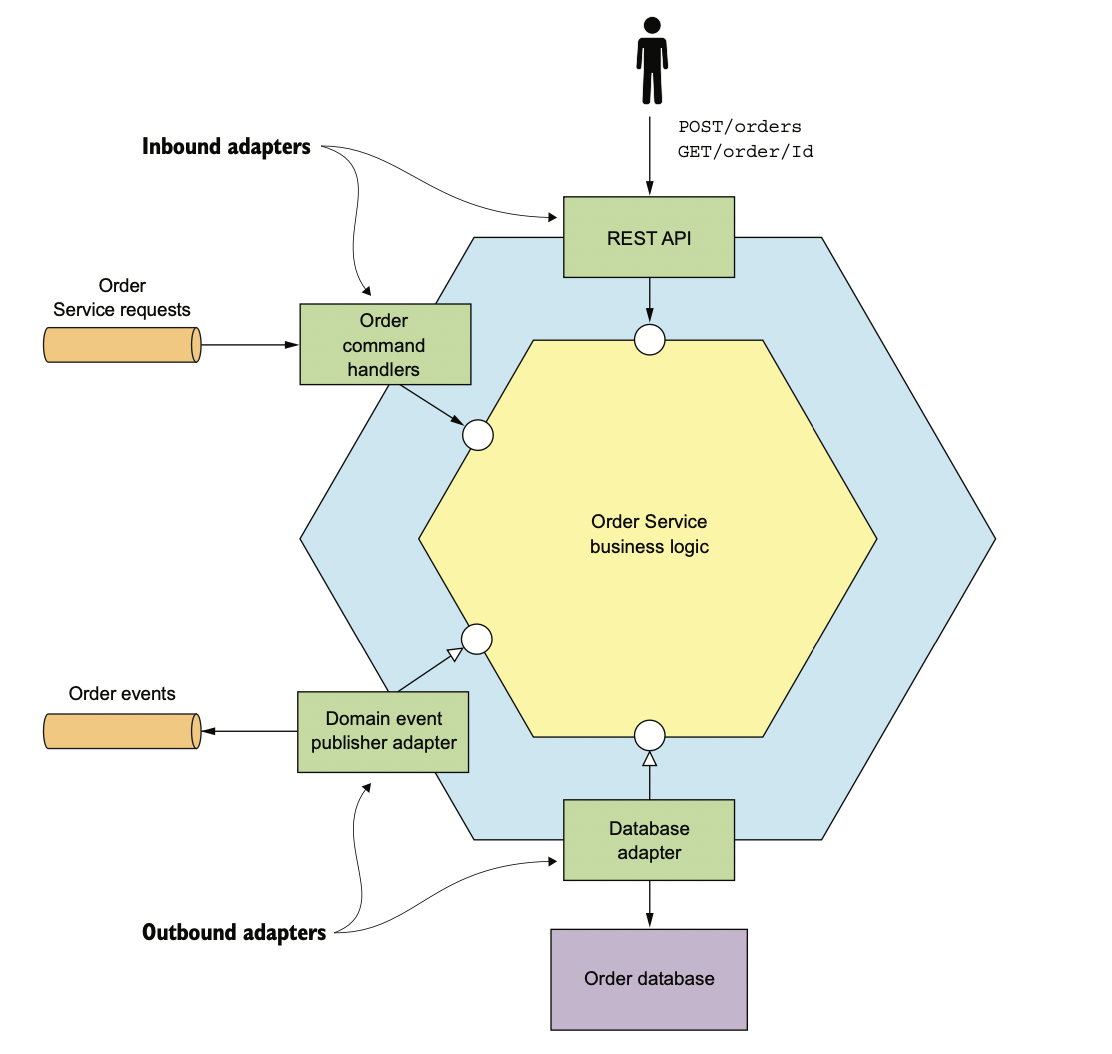 POST/orders
GET/order/Id
Inbound adapters
REST API
Order
Service requests
Order
command
handlers
Order Service
business logic
Order events
Domain event
publisher adapter
Database
adapter
Outbound adapters
Order database